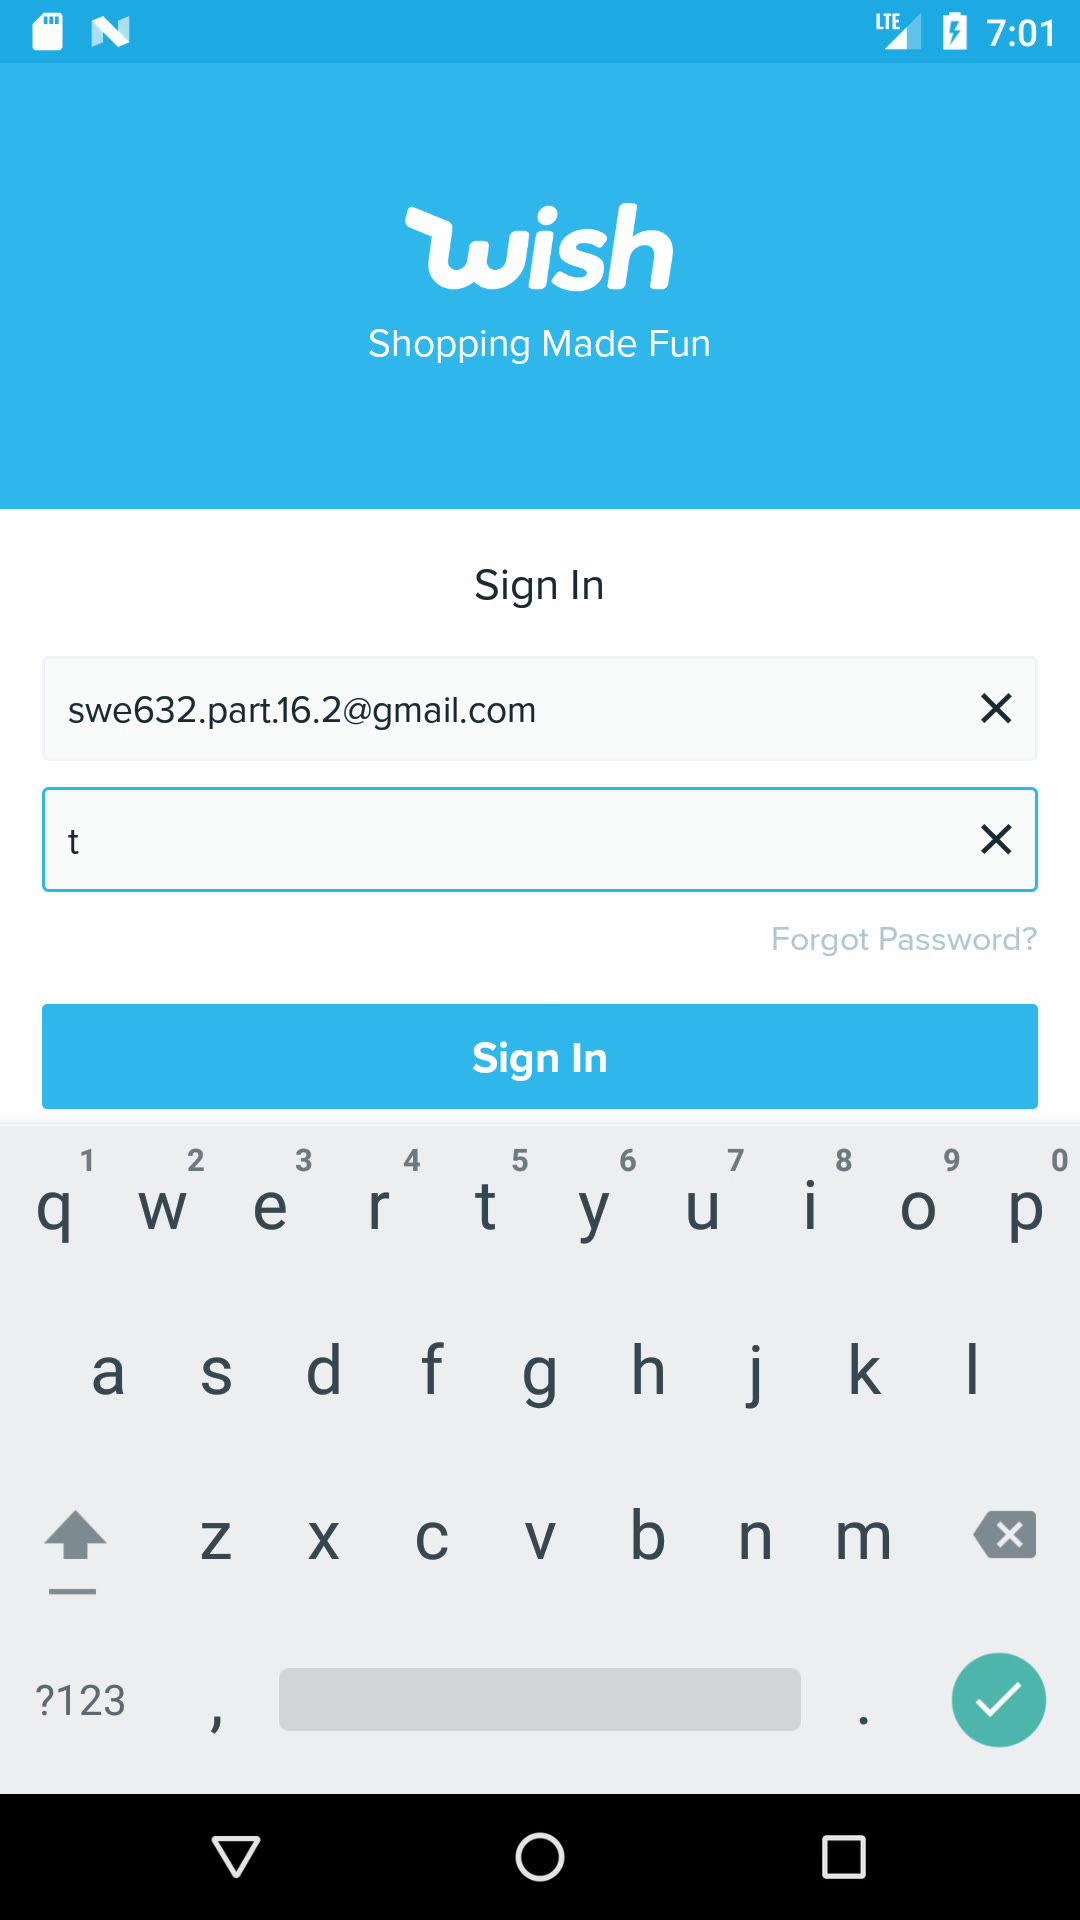 LTE 7:01
wish
Shopping Made Fun
Sign In
swe632.part.16.2@gmail.com
t
Forgot Password?
Sign In
1 2 3 4 5 6 7 8 9 0
q w e r t y u i o p
a s d f g h j k l
z x c v b n m
?123 , .